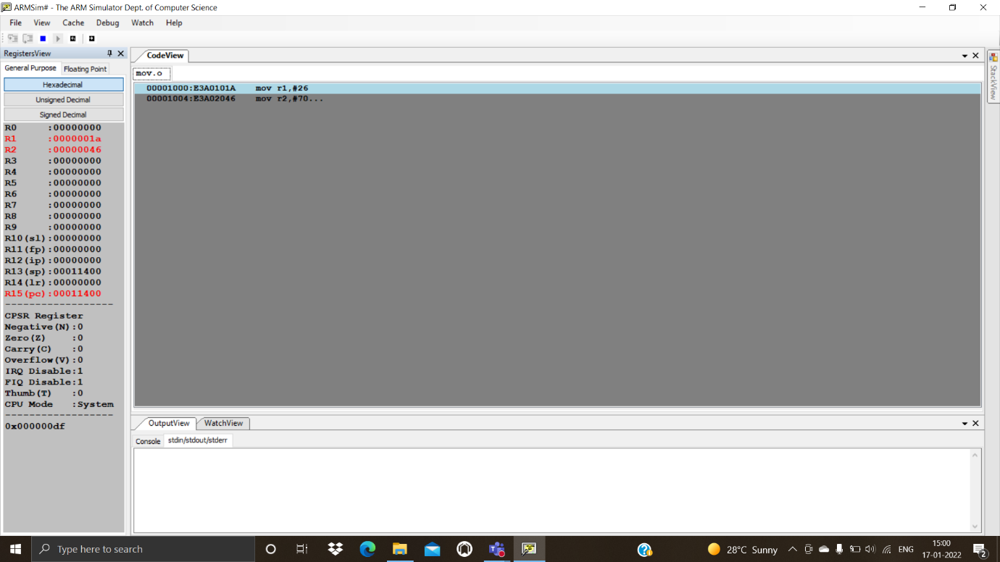 ARMSim# - The ARM Simulator Dept. of Computer Science
File View Cache Debug Watch Help
RegistersView
General Purpose Floating Point
Hexadecimal
Unsigned Decimal
Signed Decimal
R0 :00000000
R1 :0000001a
R2 :00000046
R3 :00000000
R4 :00000000
R5 :00000000
R6 :00000000
R7 :00000000
R8 :00000000
R9 :00000000
R10(sl):00000000
R11(fp):00000000
R12(ip):00000000
R13(sp):00011400
R14(lr):00000000
R15(pc):00011400
------------------
CPSR Register
Negative(N):0
Zero(Z) :0
Carry(C) :0
Overflow(V):0
IRQ Disable:1
FIQ Disable:1
Thumb(T) :0
CPU Mode :System
------------------
0x000000df
CodeView
mov.o
00001000:E3A0101A mov r1,#26
00001004:E3A02046 mov r2,#70...
StackView
OutputView WatchView
Console stdin/stdout/stderr
Type here to search
28°C Sunny
ENG
15:00
17-01-2022
2